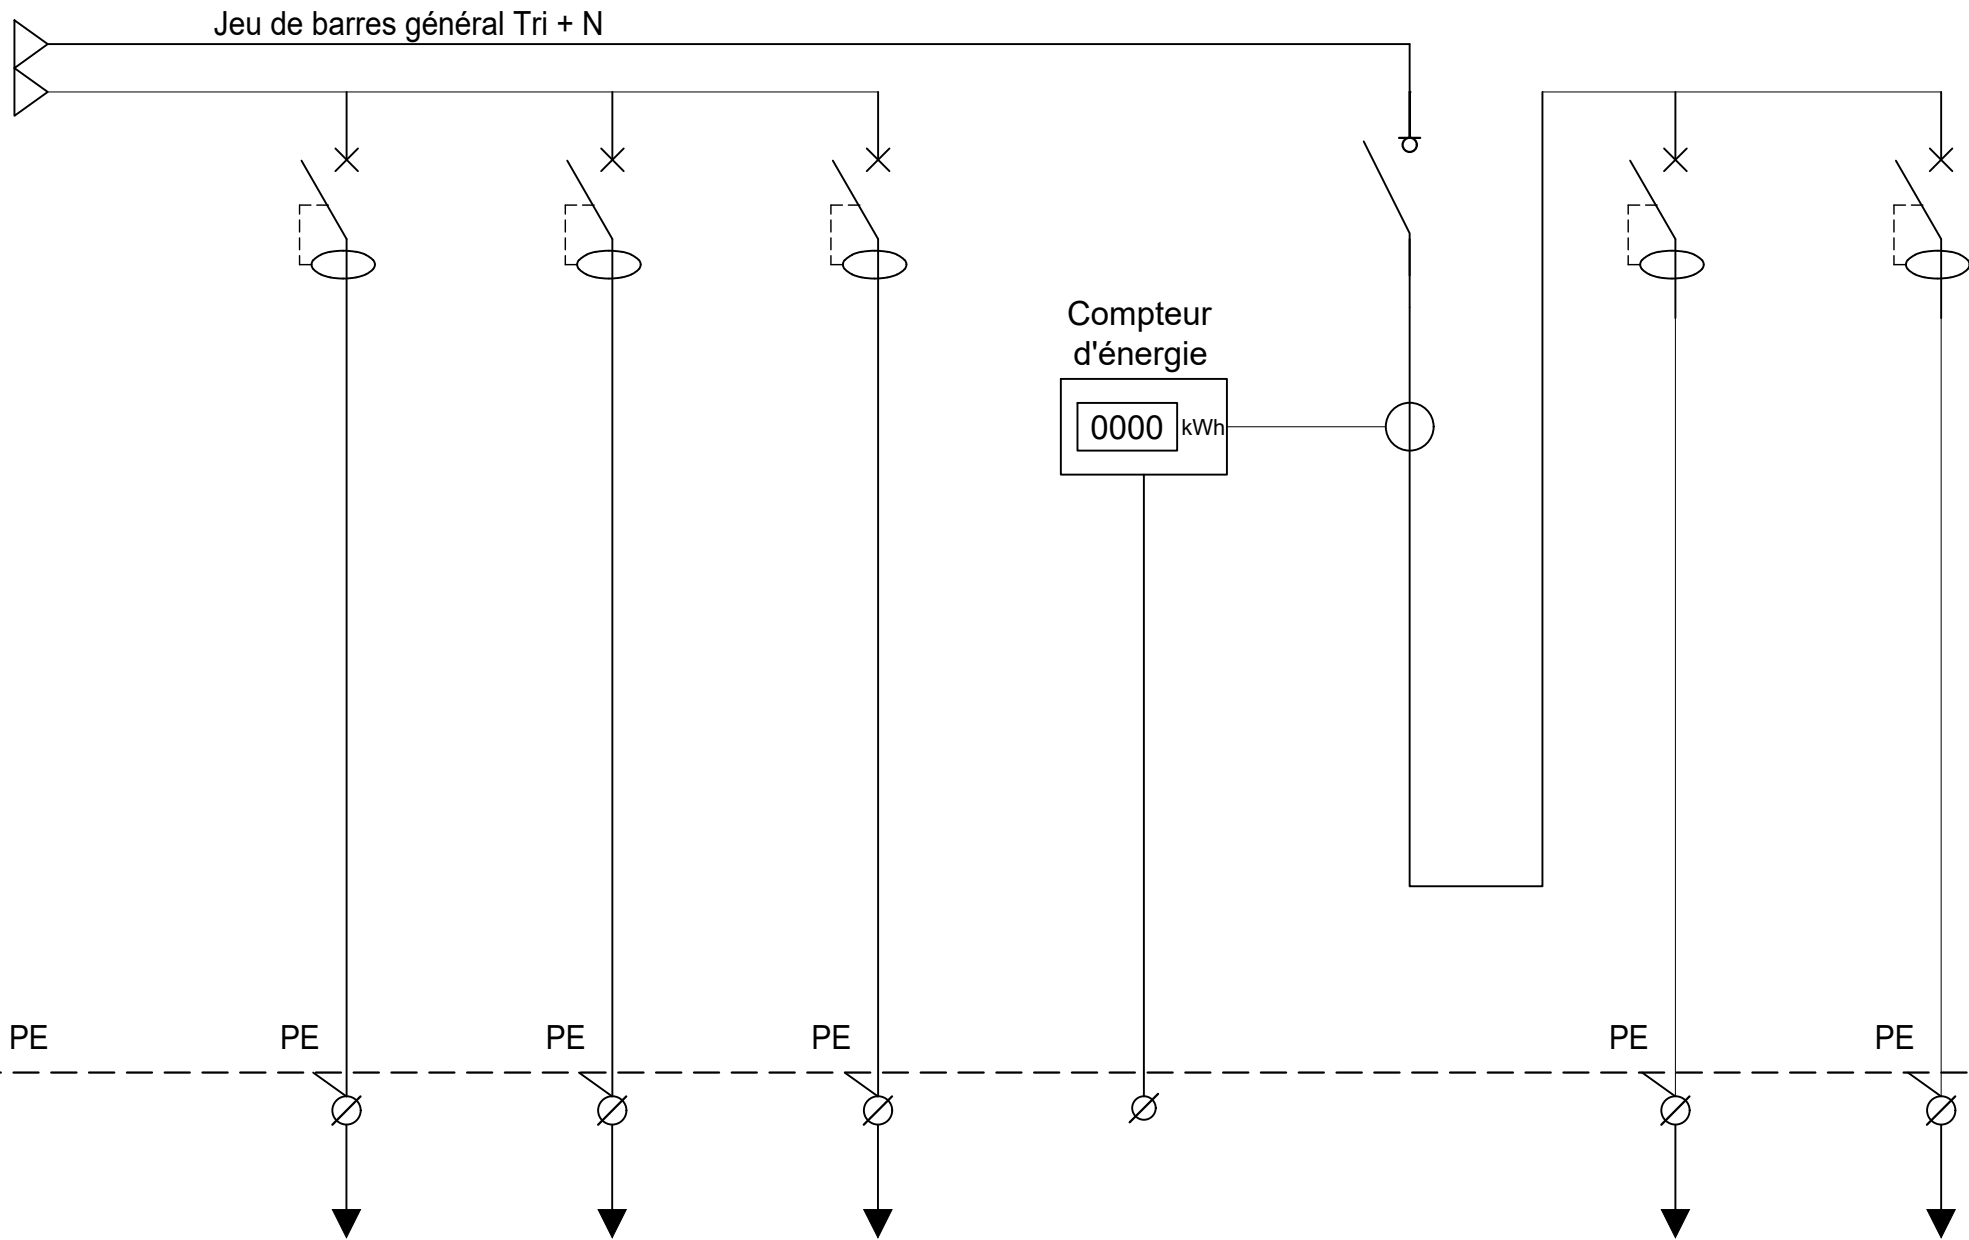 Jeu de barres général Tri + N
Compteur
d'énergie
0000 kWh
PE PE PE PE PE PE